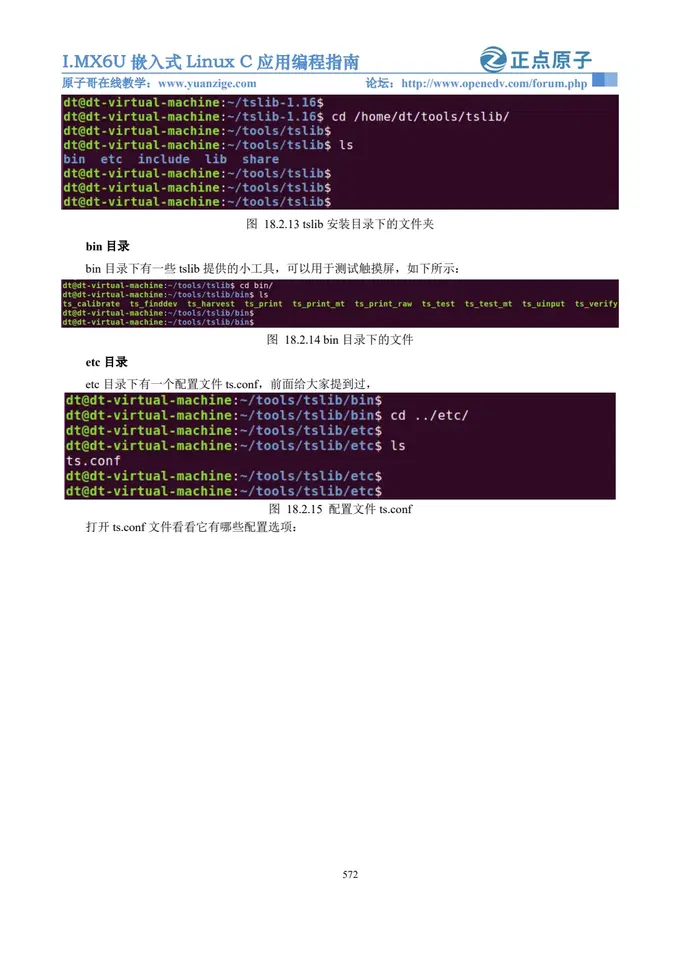 I.MX6U 嵌入式 Linux C 应用编程指南
正点原子
原子哥在线教学：www.yuanzige.com 论坛：http://www.openedv.com/forum.php
dt@dt-virtual-machine:~/tslib-1.16$
dt@dt-virtual-machine:~/tslib-1.16$ cd /home/dt/tools/tslib/
dt@dt-virtual-machine:~/tools/tslib$
dt@dt-virtual-machine:~/tools/tslib$ ls
bin etc include lib share
dt@dt-virtual-machine:~/tools/tslib$
dt@dt-virtual-machine:~/tools/tslib$
dt@dt-virtual-machine:~/tools/tslib$
图 18.2.13 tslib 安装目录下的文件夹
bin 目录
bin 目录下有一些 tslib 提供的小工具，可以用于测试触摸屏，如下所示：
dt@dt-virtual-machine:~/tools/tslib$ cd bin/
dt@dt-virtual-machine:~/tools/tslib/bin$ ls
ts_calibrate ts_finddev ts_harvest ts_print ts_print_mt ts_print_raw ts_test ts_test_mt ts_uinput ts_verify
dt@dt-virtual-machine:~/tools/tslib/bin$
dt@dt-virtual-machine:~/tools/tslib/bin$
图 18.2.14 bin 目录下的文件
etc 目录
etc 目录下有一个配置文件 ts.conf，前面给大家提到过，
dt@dt-virtual-machine:~/tools/tslib/bin$
dt@dt-virtual-machine:~/tools/tslib/bin$ cd ../etc/
dt@dt-virtual-machine:~/tools/tslib/etc$
dt@dt-virtual-machine:~/tools/tslib/etc$ ls
ts.conf
dt@dt-virtual-machine:~/tools/tslib/etc$
dt@dt-virtual-machine:~/tools/tslib/etc$
图 18.2.15 配置文件 ts.conf
打开 ts.conf 文件看看它有哪些配置选项：
572